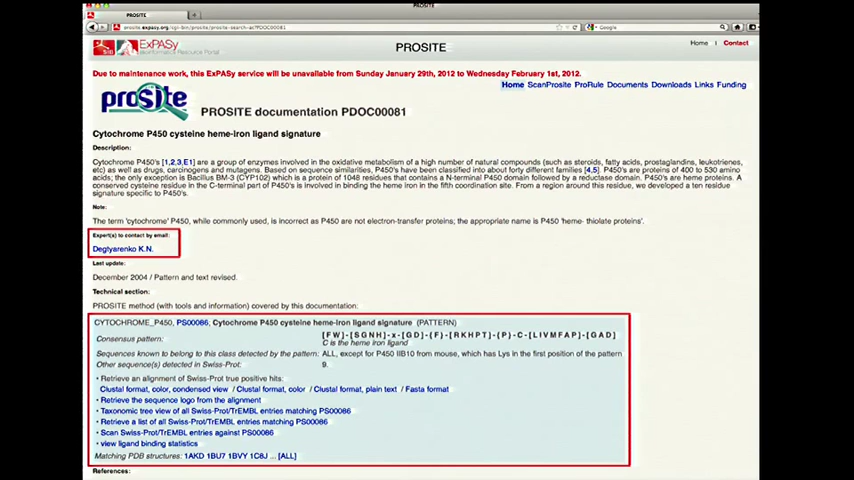 PROSITE
PROSITE
prosite.expasy.org/cgi-bin/prosite/prosite-search-ac?PDOC00081
Google
ExPASy
Bioinformatics Resource Portal
PROSITE
Home | Contact
Due to maintenance work, this ExPASy service will be unavailable from Sunday January 29th, 2012 to Wednesday February 1st, 2012.
Home ScanProsite ProRule Documents Downloads Links Funding
prosite
PROSITE documentation PDOC00081
Cytochrome P450 cysteine heme-iron ligand signature
Description:
Cytochrome P450's [1,2,3,E1] are a group of enzymes involved in the oxidative metabolism of a high number of natural compounds (such as steroids, fatty acids, prostaglandins, leukotrienes,
etc) as well as drugs, carcinogens and mutagens. Based on sequence similarities, P450's have been classified into about forty different families [4,5]. P450's are proteins of 400 to 530 amino
acids; the only exception is Bacillus BM-3 (CYP102) which is a protein of 1048 residues that contains a N-terminal P450 domain followed by a reductase domain. P450's are heme proteins. A
conserved cysteine residue in the C-terminal part of P450's is involved in binding the heme iron in the fifth coordination site. From a region around this residue, we developed a ten residue
signature specific to P450's.
Note:
The term 'cytochrome' P450, while commonly used, is incorrect as P450 are not electron-transfer proteins; the appropriate name is P450 'heme- thiolate proteins'.
Expert(s) to contact by email:
Degtyarenko K.N.
Last update:
December 2004 / Pattern and text revised.
Technical section:
PROSITE method (with tools and information) covered by this documentation:
CYTOCHROME_P450, PS00086; Cytochrome P450 cysteine heme-iron ligand signature (PATTERN)
Consensus pattern: [FW]-[SGNH]-x-[GD]-{F}-[RKHPT]-{P}-C-[LIVMFAP]-[GAD]
C is the heme iron ligand
Sequences known to belong to this class detected by the pattern: ALL, except for P450 IIB10 from mouse, which has Lys in the first position of the pattern
Other sequence(s) detected in Swiss-Prot: 9.
• Retrieve an alignment of Swiss-Prot true positive hits:
Clustal format, color, condensed view / Clustal format, color / Clustal format, plain text / Fasta format
• Retrieve the sequence logo from the alignment
• Taxonomic tree view of all Swiss-Prot/TrEMBL entries matching PS00086
• Retrieve a list of all Swiss-Prot/TrEMBL entries matching PS00086
• Scan Swiss-Prot/TrEMBL entries against PS00086
• view ligand binding statistics
Matching PDB structures: 1AKD 1BU7 1BVY 1C8J ... [ALL]
References: